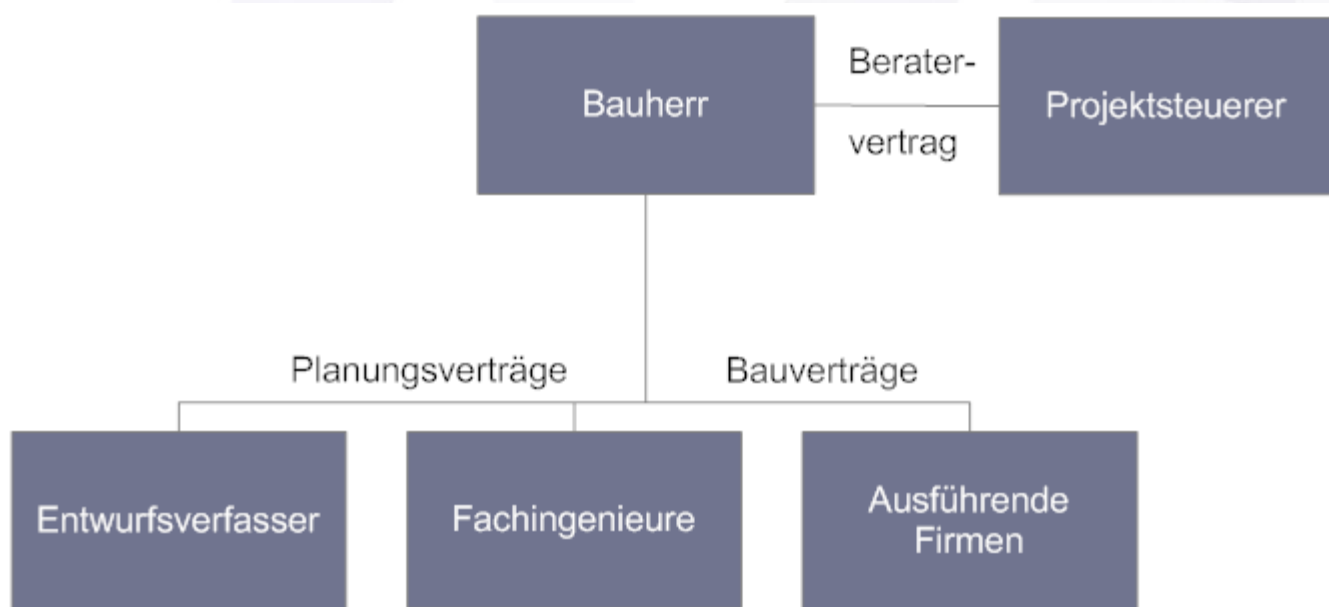 Bauherr
Berater-
vertrag
Projektsteuerer
Planungsverträge
Bauverträge
Entwurfsverfasser
Fachingenieure
Ausführende
Firmen